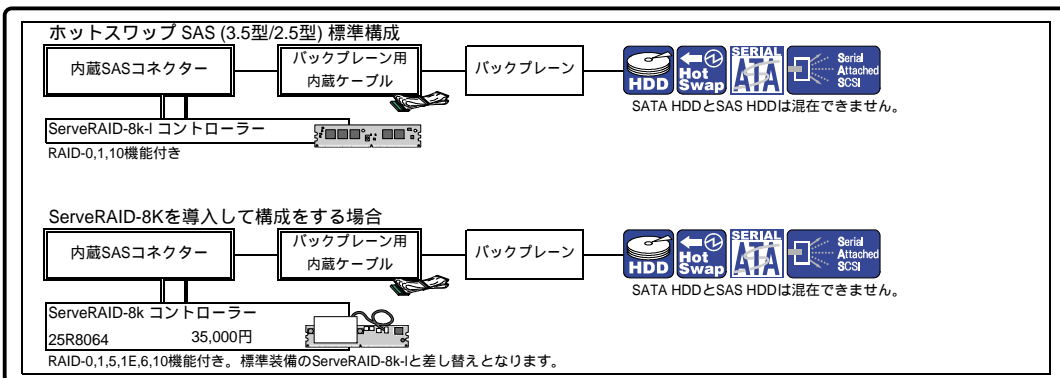 ホットスワップ SAS (3.5型/2.5型) 標準構成
内蔵SASコネクター
バックプレーン用
内蔵ケーブル
バックプレーン
HDD
Hot
Swap
SERIAL
ATA
Serial
Attached
SCSI
SATA HDDとSAS HDDは混在できません。
ServeRAID-8k-l コントローラー
RAID-0,1,10機能付き
ServeRAID-8Kを導入して構成をする場合
内蔵SASコネクター
バックプレーン用
内蔵ケーブル
バックプレーン
HDD
Hot
Swap
SERIAL
ATA
Serial
Attached
SCSI
SATA HDDとSAS HDDは混在できません。
ServeRAID-8k コントローラー
25R8064 35,000円
RAID-0,1,5,1E,6,10機能付き。標準装備のServeRAID-8k-lと差し替えとなります。